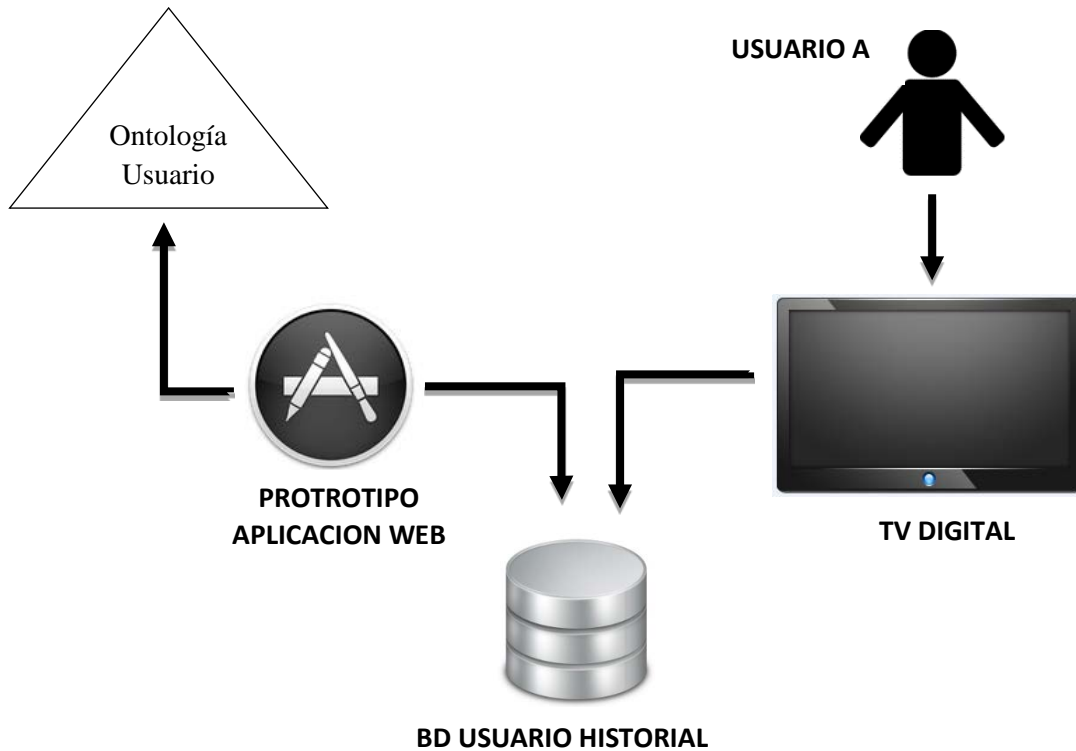 USUARIO A
Ontología
Usuario
PROTROTIPO
APLICACION WEB
TV DIGITAL
BD USUARIO HISTORIAL